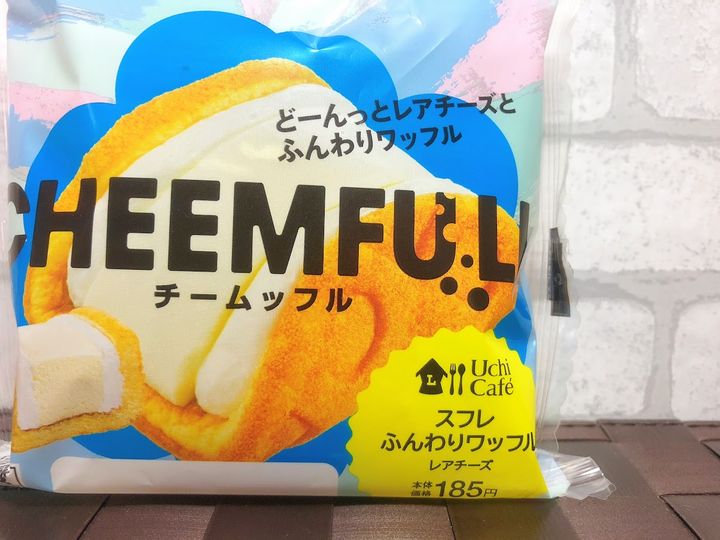 どーんっとレアチーズと
ふんわりワッフル
CHEEMFULL
チームッフル
Uchi
Café
スフレ
ふんわりワッフル
レアチーズ
本体
価格 185円